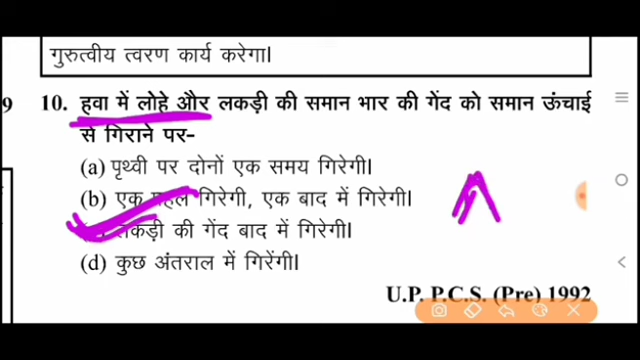 गुरुत्वीय त्वरण कार्य करेगा।
9 10. हवा में लोहे और लकड़ी की समान भार की गेंद को समान ऊंचाई
से गिराने पर-
(a) पृथ्वी पर दोनों एक समय गिरेगी।
(b) एक पहले गिरेगी, एक बाद में गिरेगी।
लकड़ी की गेंद बाद में गिरेगी।
(d) कुछ अंतराल में गिरेंगी।
U.P. P.C.S. (Pre) 1992